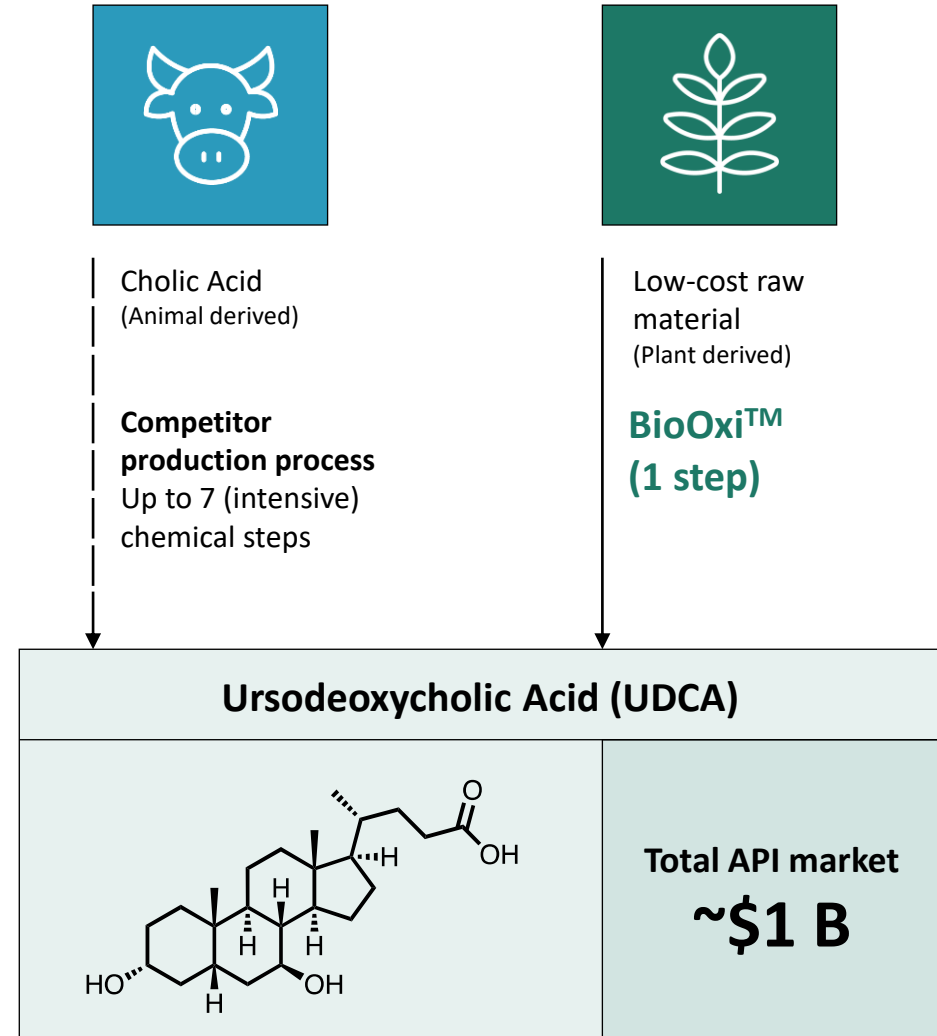 Cholic Acid
(Animal derived)
Competitor
production process
Up to 7 (intensive)
chemical steps
Low-cost raw
material
(Plant derived)
BioOxi™
(1 step)
Ursodeoxycholic Acid (UDCA)
O
OH
H
H
H
H
HO
H
OH
Total API market
~$1 B